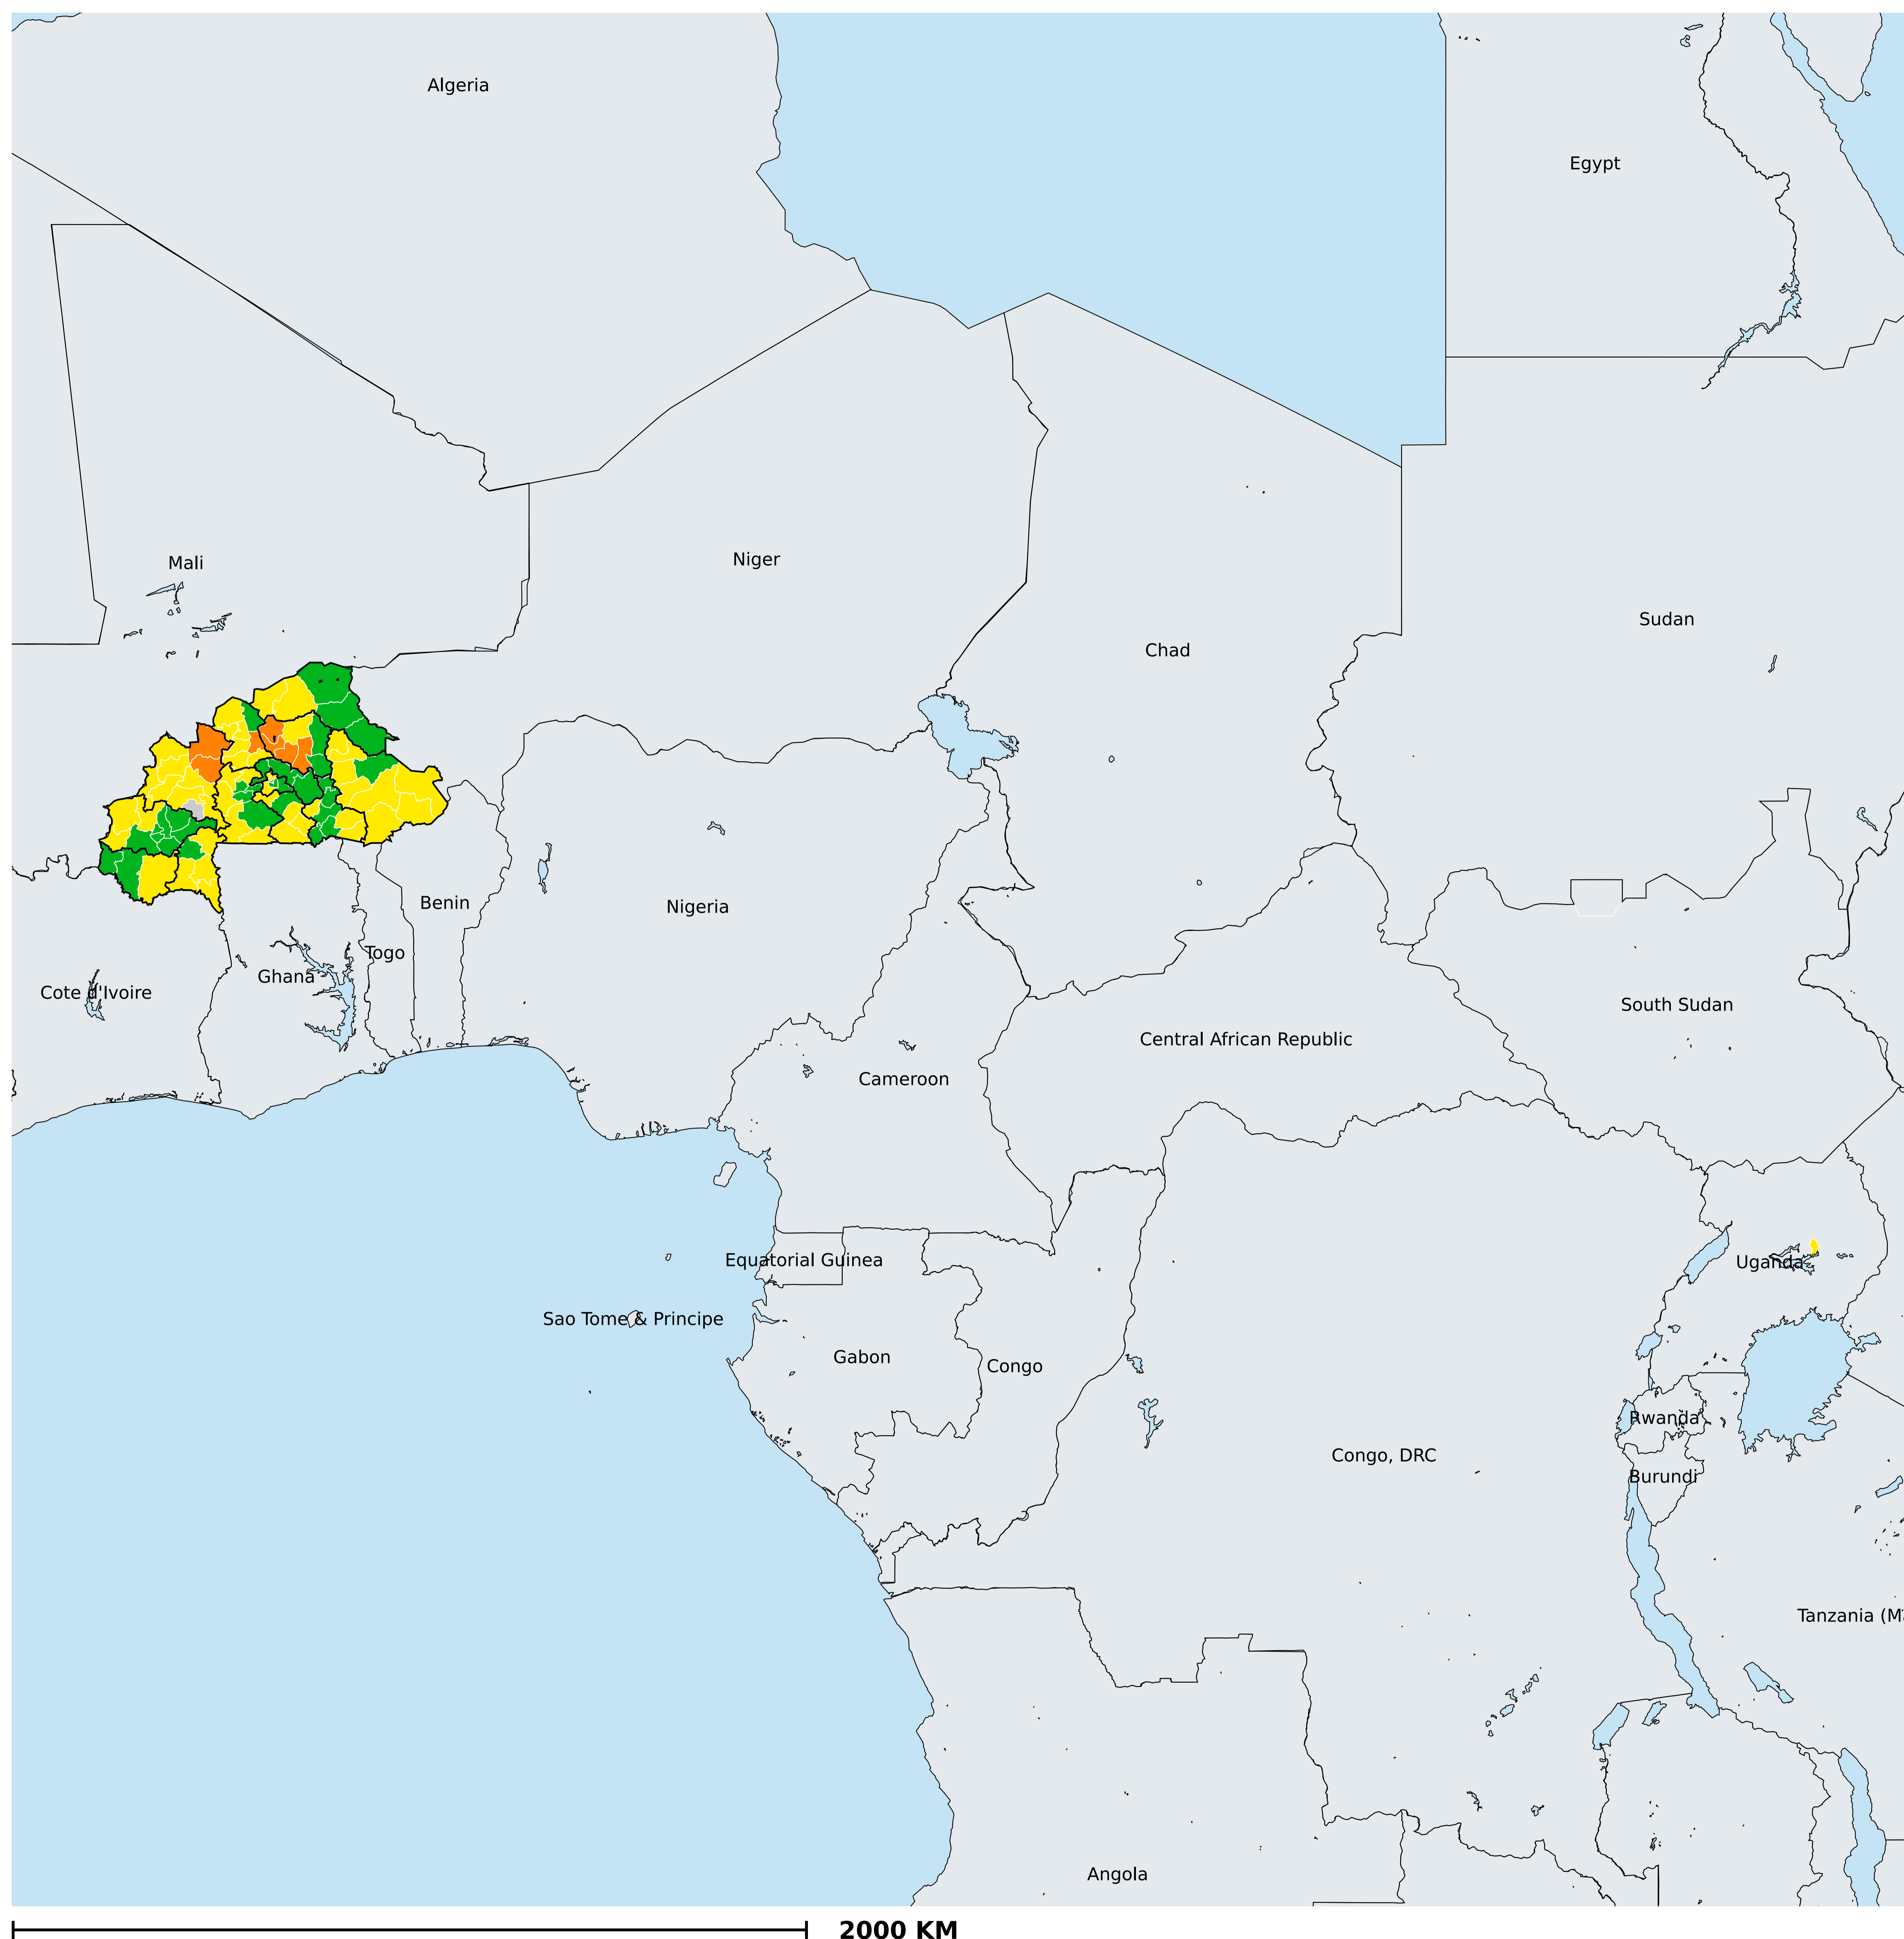 Algeria
Egypt
Mali
Niger
Sudan
Chad
Benin
Nigeria
Togo
Ghana
Cote d'Ivoire
South Sudan
Central African Republic
Cameroon
Equatorial Guinea
Uganda
Sao Tome & Principe
Gabon
Congo
Rwanda
Congo, DRC
Burundi
Tanzania (M
Angola
2000 KM